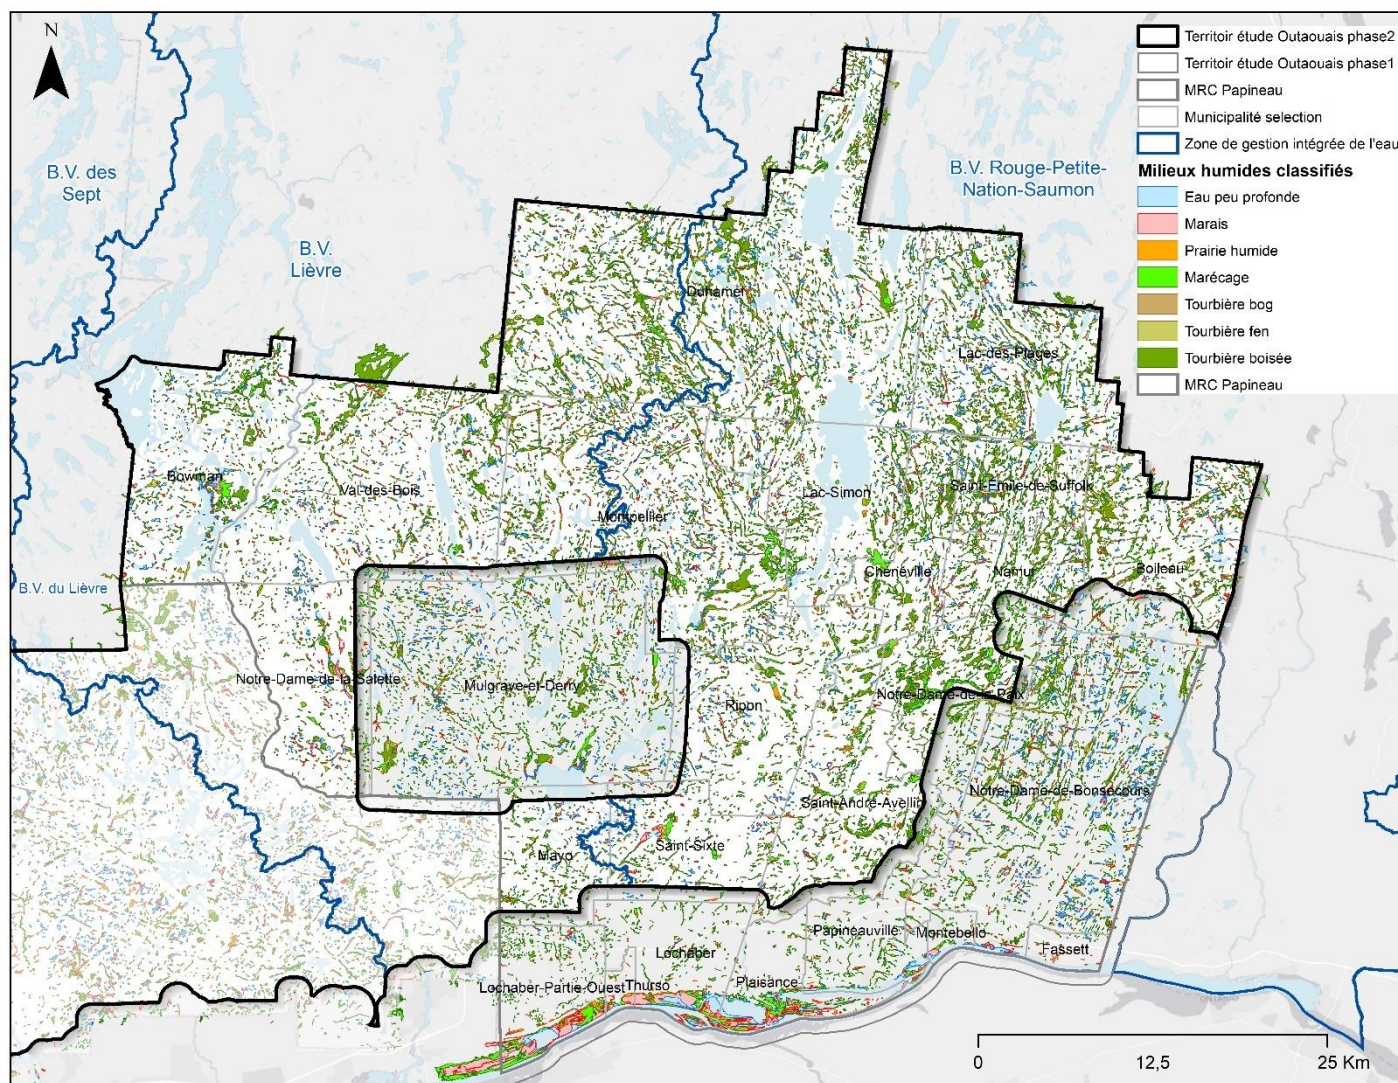 N
Territoir étude Outaouais phase2
Territoir étude Outaouais phase1
MRC Papineau
Municipalité selection
Zone de gestion intégrée de l'eau
Milieux humides classifiés
Eau peu profonde
Marais
Prairie humide
Marécage
Tourbière bog
Tourbière fen
Tourbière boisée
MRC Papineau
B.V. des
Sept
B.V. Rouge-Petite-
Nation-Saumon
B.V.
Lièvre
Duhamel
Lac-des-Plages
Bowman
Val-des-Bois
Lac-Simon
Saint-Émile-de-Suffolk
Montpellier
B.V. du Lièvre
Chénéville
Namur
Boileau
Notre-Dame-de-la-Salette
Mulgrave-et-Derry
Ripon
Notre-Dame-de-la-Paix
Notre-Dame-de-Bonsecours
Saint-André-Avellin
Mayo
Saint-Sixte
Papineauville
Montebello
Fassett
Lochaber
Lochaber-Partie-Ouest
Thurso
Plaisance
ONTARIO
0 12,5 25 Km